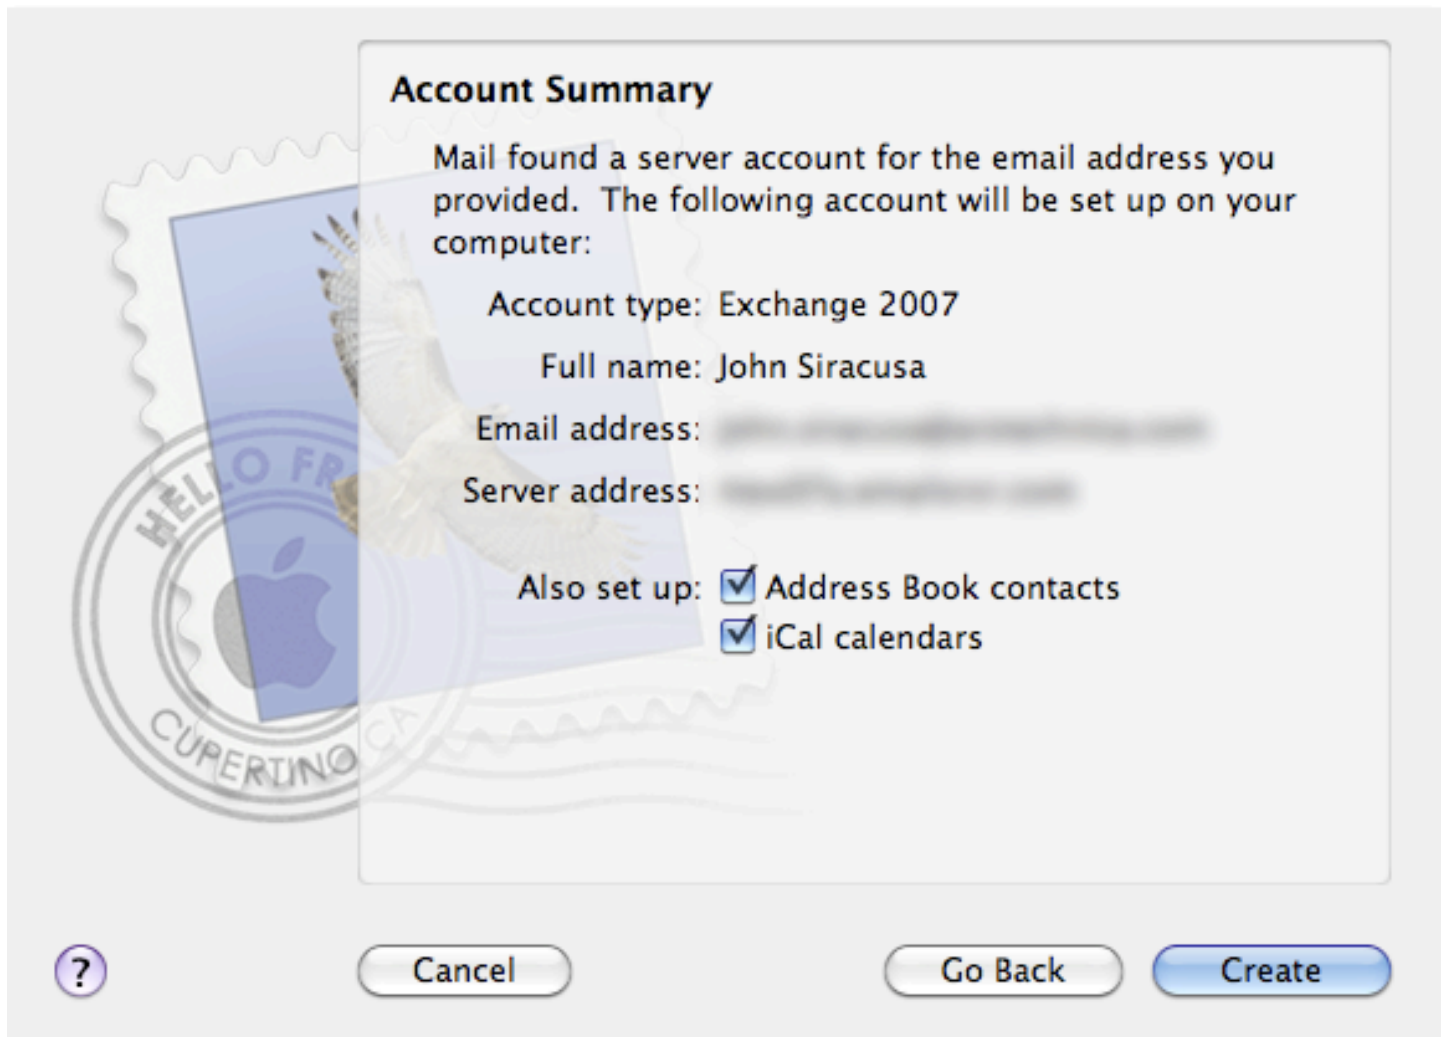 Account Summary
Mail found a server account for the email address you
provided.  The following account will be set up on your
computer:
Account type: Exchange 2007
Full name: John Siracusa
Email address:
Server address:
Also set up: Address Book contacts
iCal calendars
HELLO FR
CUPERTINO CA
? Cancel Go Back Create